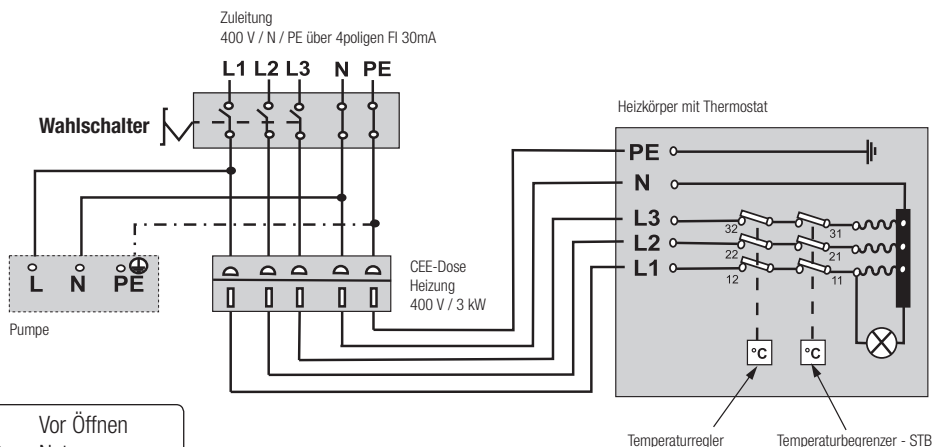 Zuleitung
400 V / N / PE über 4poligen FI 30mA
L1 L2 L3 N PE
Wahlschalter
Heizkörper mit Thermostat
PE
N
L3
32
31
L2
22
21
L1
12
11
CEE-Dose
Heizung
400 V / 3 kW
L N PE
Pumpe
°C
°C
Temperaturregler
Temperaturbegrenzer - STB
Vor Öffnen